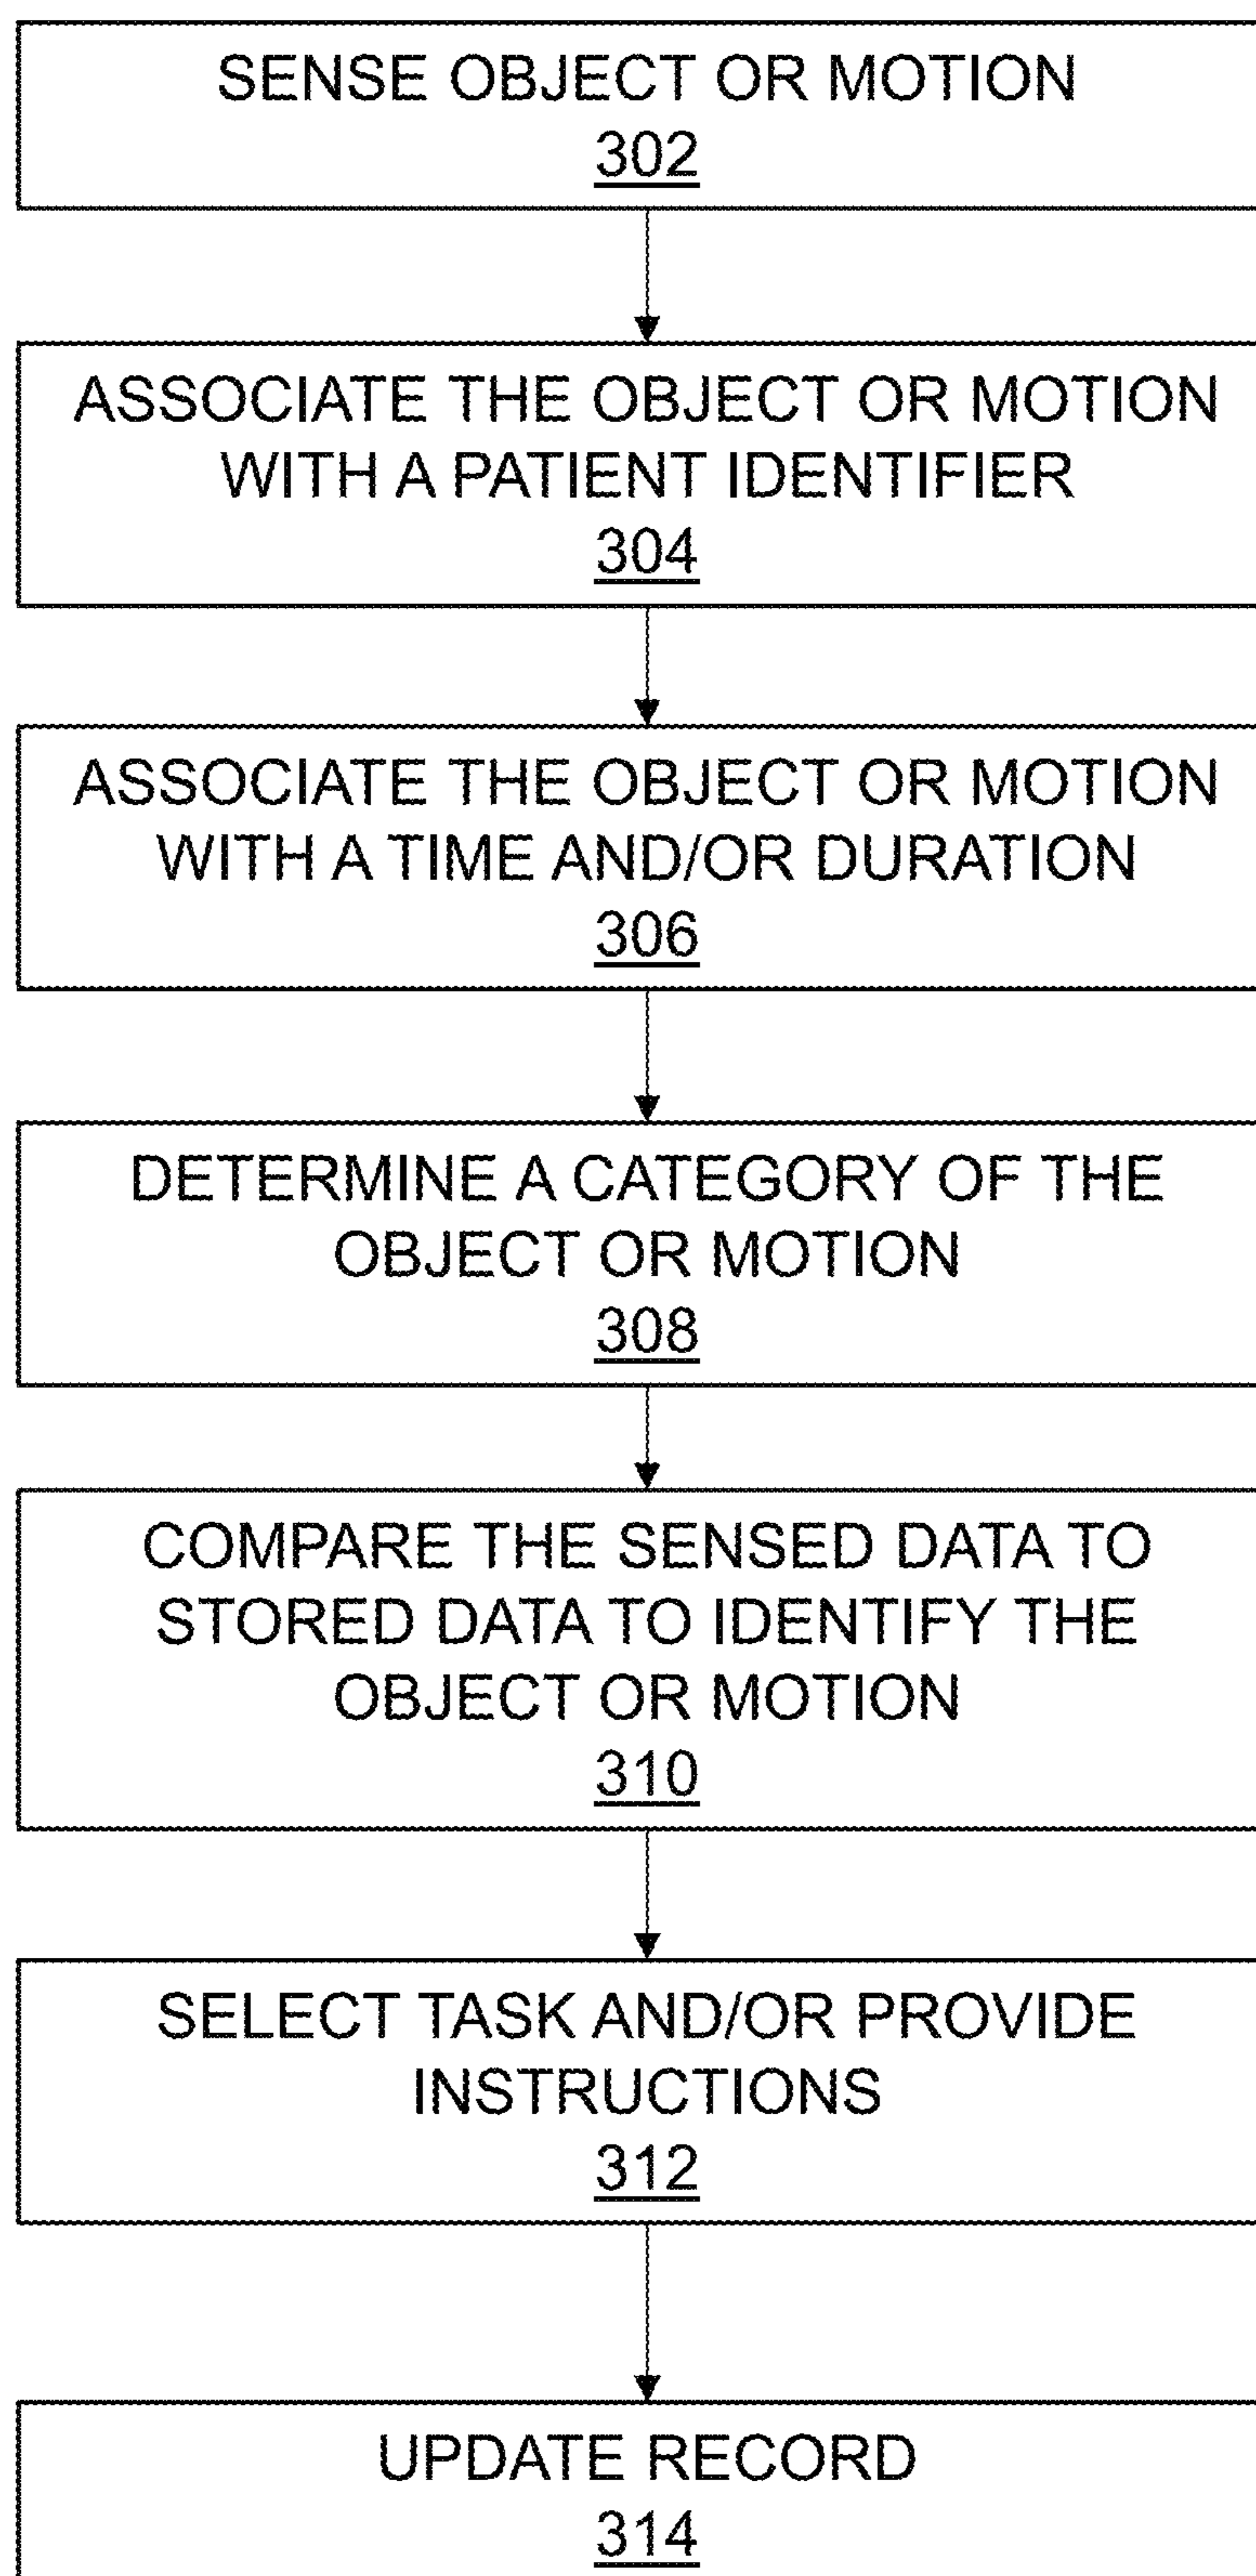 SENSE OBJECT OR MOTION
302
ASSOCIATE THE OBJECT OR MOTION
WITH A PATIENT IDENTIFIER
304
ASSOCIATE THE OBJECT OR MOTION
WITH A TIME AND/OR DURATION
306
DETERMINE A CATEGORY OF THE
OBJECT OR MOTION
308
COMPARE THE SENSED DATA TO
STORED DATA TO IDENTIFY THE
OBJECT OR MOTION
310
SELECT TASK AND/OR PROVIDE
INSTRUCTIONS
312
UPDATE RECORD
314